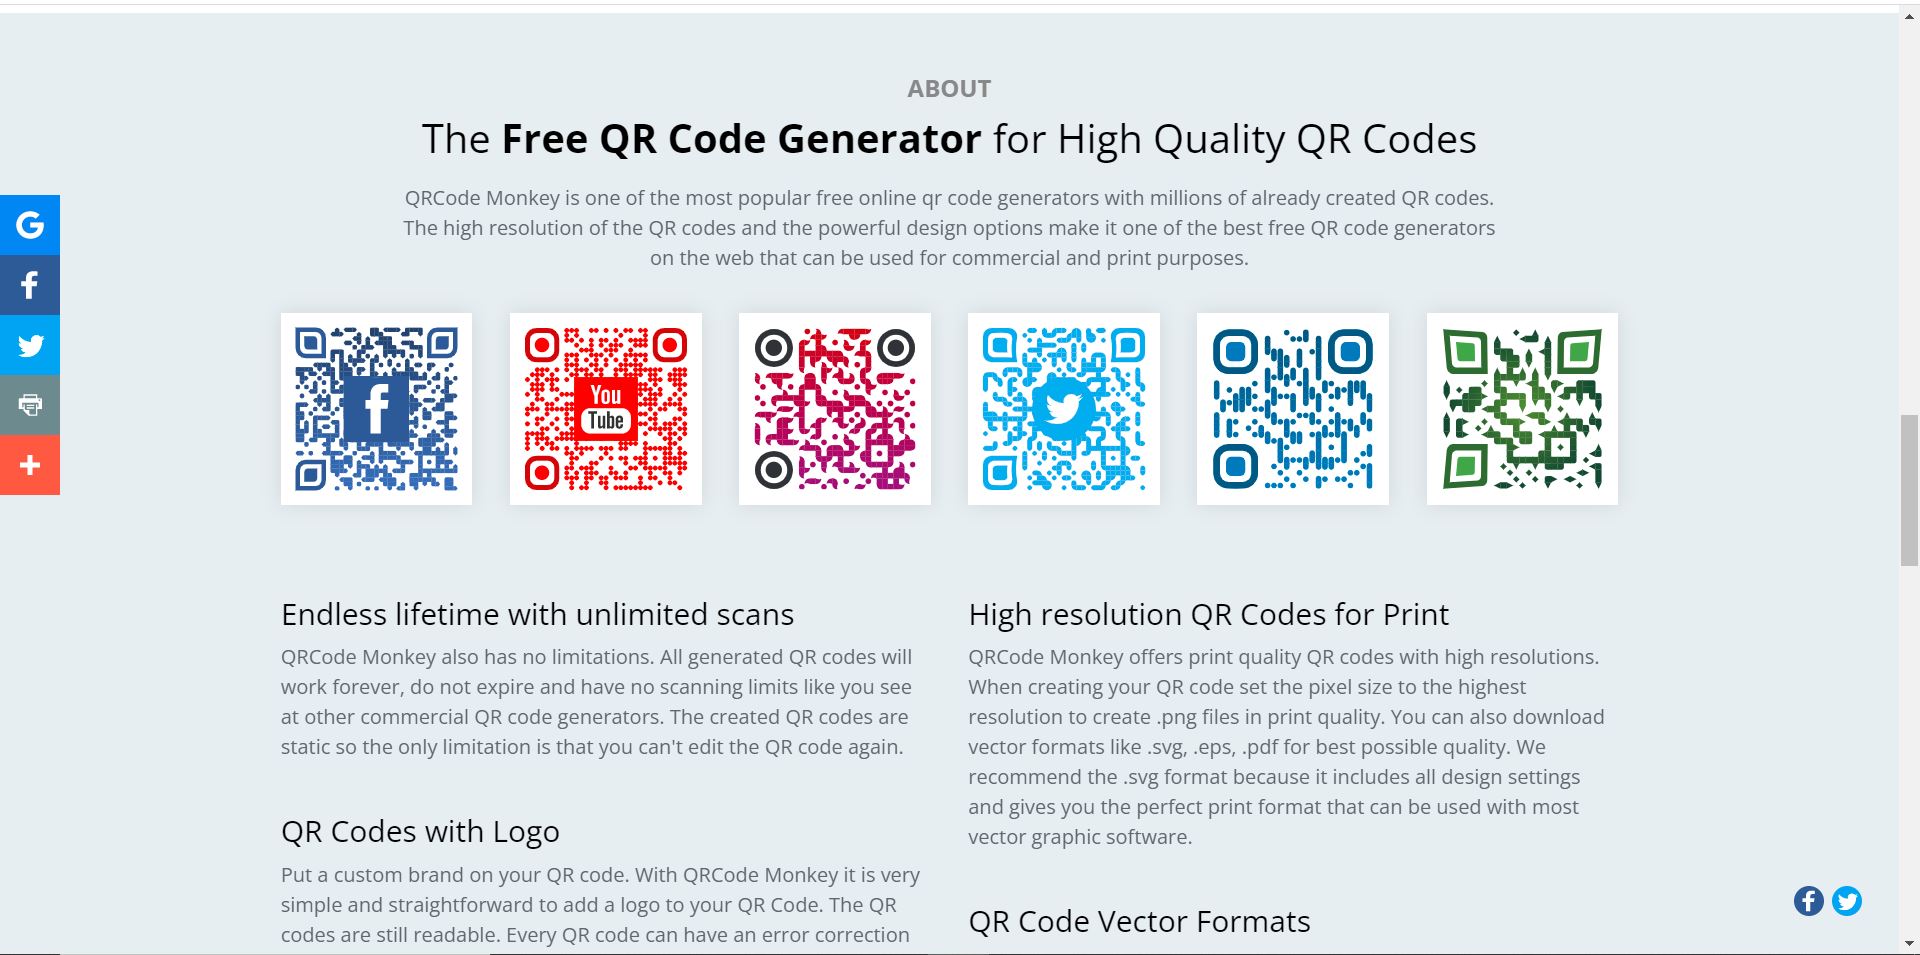 ABOUT
The Free QR Code Generator for High Quality QR Codes
QRCode Monkey is one of the most popular free online qr code generators with millions of already created QR codes.
The high resolution of the QR codes and the powerful design options make it one of the best free QR code generators
on the web that can be used for commercial and print purposes.
You
Tube
Endless lifetime with unlimited scans
QRCode Monkey also has no limitations. All generated QR codes will
work forever, do not expire and have no scanning limits like you see
at other commercial QR code generators. The created QR codes are
static so the only limitation is that you can't edit the QR code again.
QR Codes with Logo
Put a custom brand on your QR code. With QRCode Monkey it is very
simple and straightforward to add a logo to your QR Code. The QR
codes are still readable. Every QR code can have an error correction
High resolution QR Codes for Print
QRCode Monkey offers print quality QR codes with high resolutions.
When creating your QR code set the pixel size to the highest
resolution to create .png files in print quality. You can also download
vector formats like .svg, .eps, .pdf for best possible quality. We
recommend the .svg format because it includes all design settings
and gives you the perfect print format that can be used with most
vector graphic software.
QR Code Vector Formats